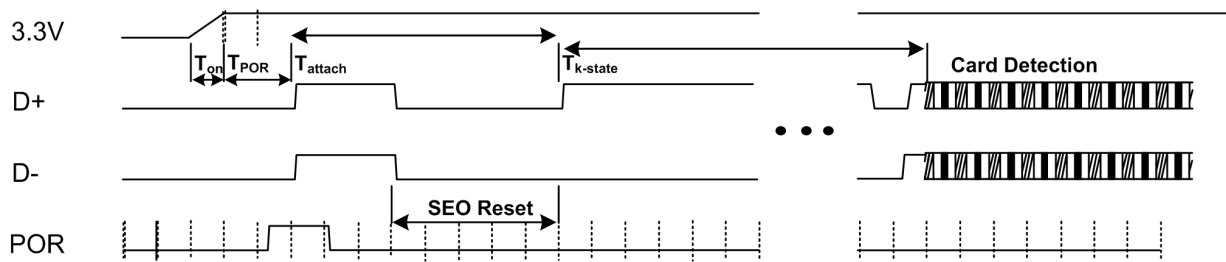 3.3V
Ton TPOR Tattach Tk-state Card Detection
D+
D-
SEO Reset
POR